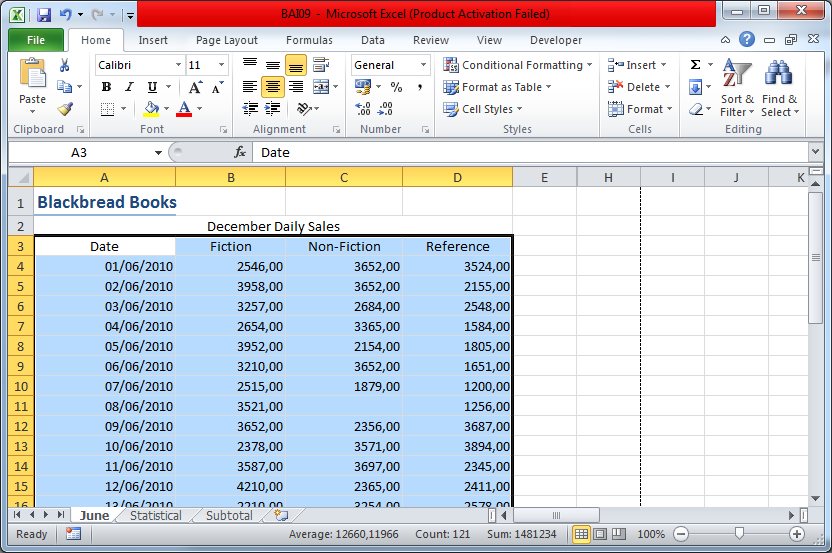 BAI09 - Microsoft Excel (Product Activation Failed)
File Home Insert Page Layout Formulas Data Review View Developer
Calibri 11 General Conditional Formatting Insert Σ
Paste B I U A A % , Format as Table Delete Sort & Filter Find & Select
A Cell Styles Format
Clipboard Font Alignment Number Styles Cells Editing
A3 fx Date
A B C D E H I J K
1 Blackbread Books
2 December Daily Sales
3 Date Fiction Non-Fiction Reference
4 01/06/2010 2546,00 3652,00 3524,00
5 02/06/2010 3958,00 3652,00 2155,00
6 03/06/2010 3257,00 2684,00 2548,00
7 04/06/2010 2654,00 3365,00 1584,00
8 05/06/2010 3952,00 2154,00 1805,00
9 06/06/2010 3210,00 3652,00 1651,00
10 07/06/2010 2515,00 1879,00 1200,00
11 08/06/2010 3521,00 1256,00
12 09/06/2010 3652,00 2356,00 3687,00
13 10/06/2010 2378,00 3571,00 3894,00
14 11/06/2010 3587,00 3697,00 2345,00
15 12/06/2010 4210,00 2365,00 2411,00
16 13/06/2010 2210,00 3254,00 2578,00
June Statistical Subtotal
Ready Average: 12660,11966 Count: 121 Sum: 1481234 100%